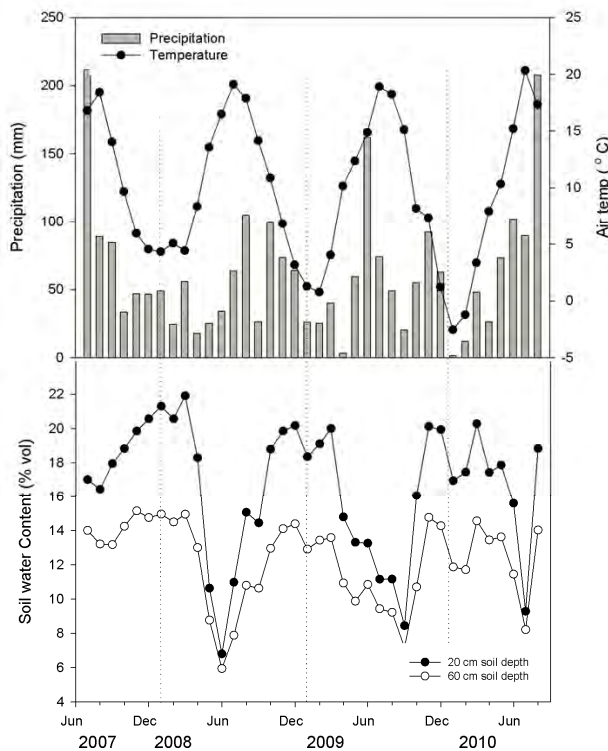 250
200
150
100
50
0
Precipitation (mm)
Precipitation
Temperature
25
20
15
10
5
0
-5
Air temp ( ° C)
22
20
18
16
14
12
10
8
6
4
Soil water Content (% vol)
20 cm soil depth
60 cm soil depth
Jun Dec Jun Dec Jun Dec Jun
2007 2008 2009 2010